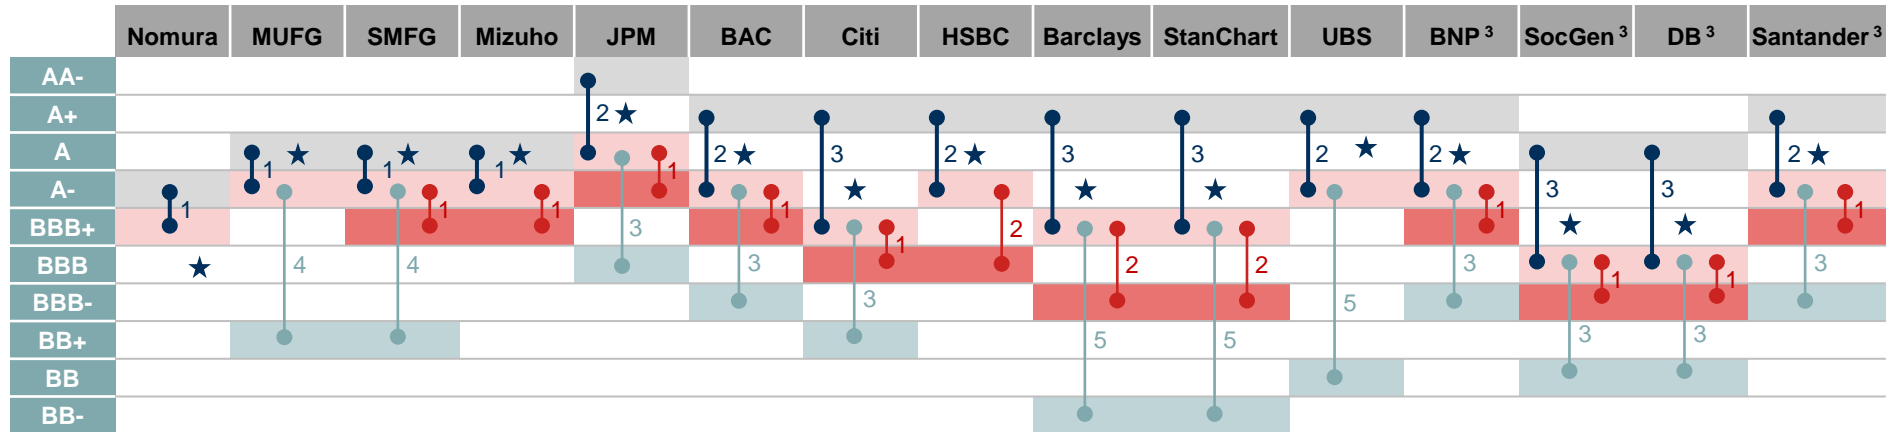 Nomura MUFG SMFG Mizuho JPM BAC Citi HSBC Barclays StanChart UBS BNP 3 SocGen 3 DB 3 Santander 3
AA-
A+ 2
A 1 1 1 1 2 3 2 3 3 2 2 2
A- 1 3 3
BBB+ 1 1 3 1 1 2 1 1
BBB 4 4 3 2 2 3 3
BBB- 3 5 1 1
BB+ 5 5 3 3
BB
BB-